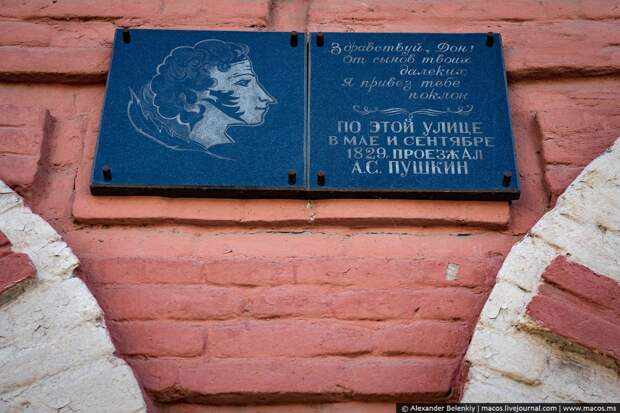 Здравствуй, Дон!
От сынов твоих
далеких
Я привез тебе
поклон
ПО ЭТОЙ УЛИЦЕ
В МАЕ И СЕНТЯБРЕ
1829. ПРОЕЗЖАЛ
А.С. ПУШКИН
© Alexander Belenkiy | macos.livejournal.com | www.macos.ms